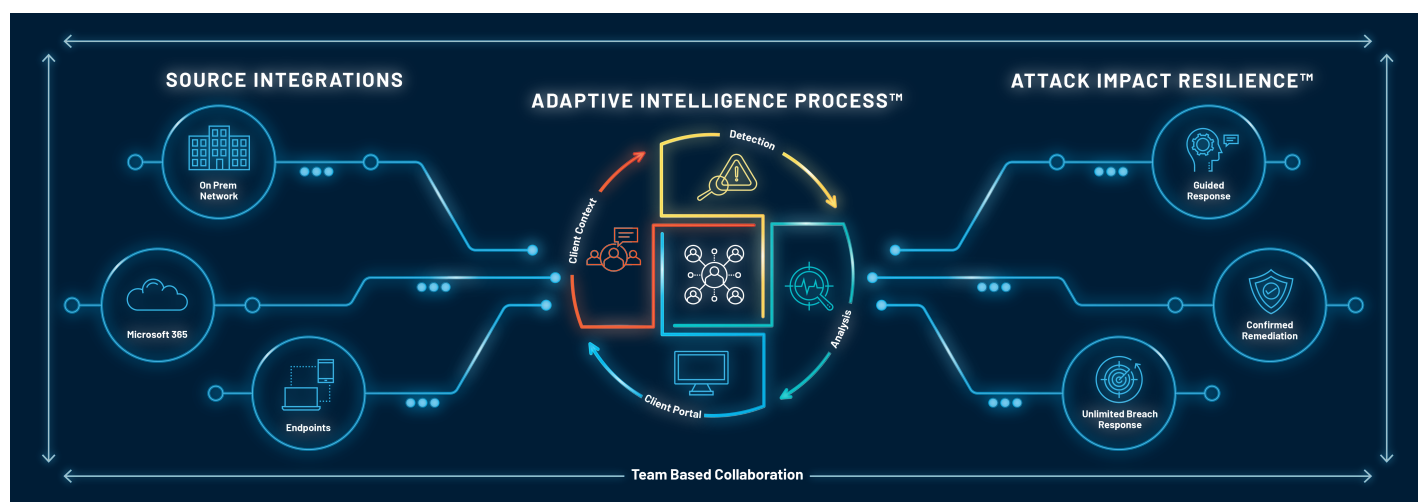 SOURCE INTEGRATIONS
ADAPTIVE INTELLIGENCE PROCESS™
ATTACK IMPACT RESILIENCE™
On Prem
Network
Microsoft 365
Endpoints
Detection
Client Context
Analysis
Client Portal
Guided
Response
Confirmed
Remediation
Unlimited Breach
Response
Team Based Collaboration